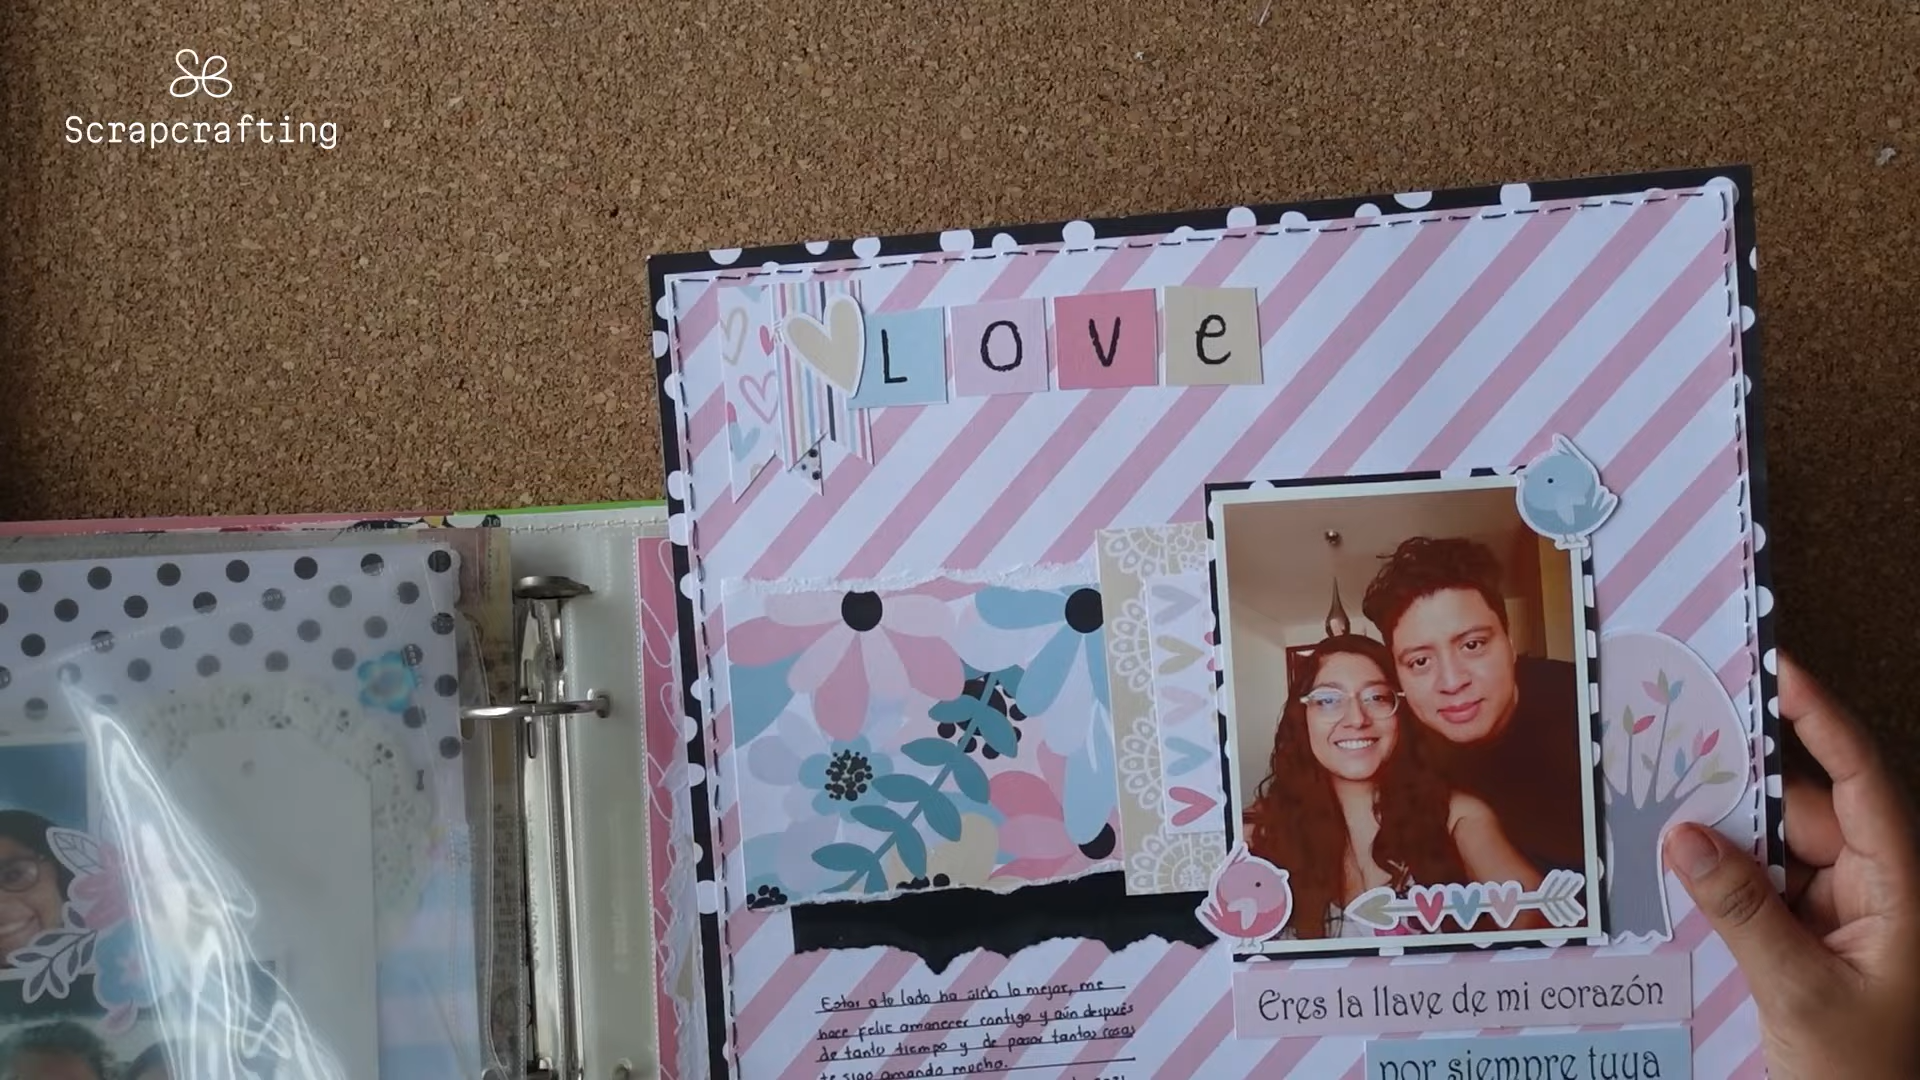 Scrapcrafting
Love
Estar a tu lado ha sido lo mejor, me
hace feliz amanecer contigo y aún después
de tanto tiempo y de pasar tantas cosas
te sigo amando mucho.
Eres la llave de mi corazón
por siempre tuya